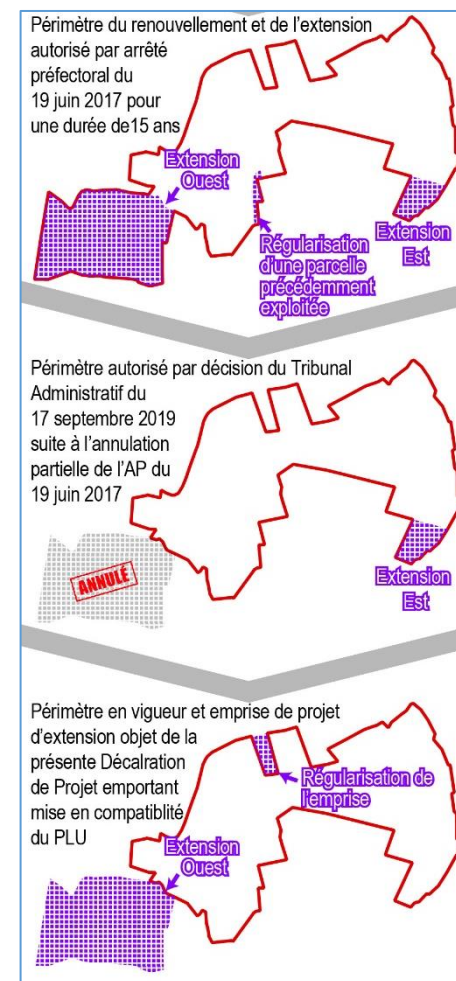 Périmètre du renouvellement et de l'extension
autorisé par arrêté
préfectoral du
19 juin 2017 pour
une durée de15 ans
Extension
Ouest
Régularisation
d'une parcelle
précédemment
exploitée
Extension
Est
Périmètre autorisé par décision du Tribunal
Administratif du
17 septembre 2019
suite à l'annulation
partielle de l'AP du
19 juin 2017
ANNULÉ
Extension
Est
Périmètre en vigueur et emprise de projet
d'extension objet de la
présente Décalration
de Projet emportant
mise en compatiblité
du PLU
Régularisation de
l'emprise
Extension
Ouest